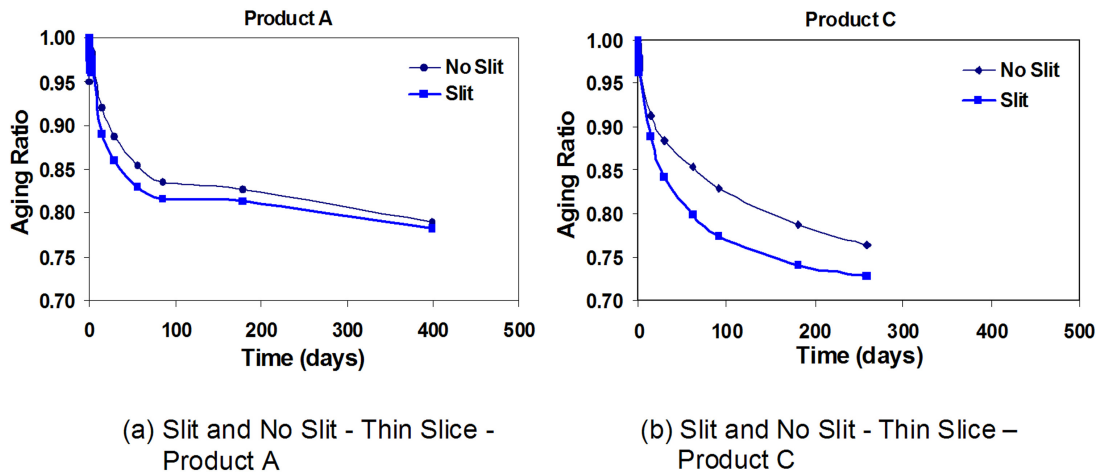 Product A
1.00
0.95
0.90
0.85
0.80
0.75
0.70
Aging Ratio
No Slit
Slit
0 100 200 300 400 500
Time (days)
(a) Slit and No Slit - Thin Slice -
Product A
Product C
1.00
0.95
0.90
0.85
0.80
0.75
0.70
Aging Ratio
No Slit
Slit
0 100 200 300 400 500
Time (days)
(b) Slit and No Slit - Thin Slice –
Product C